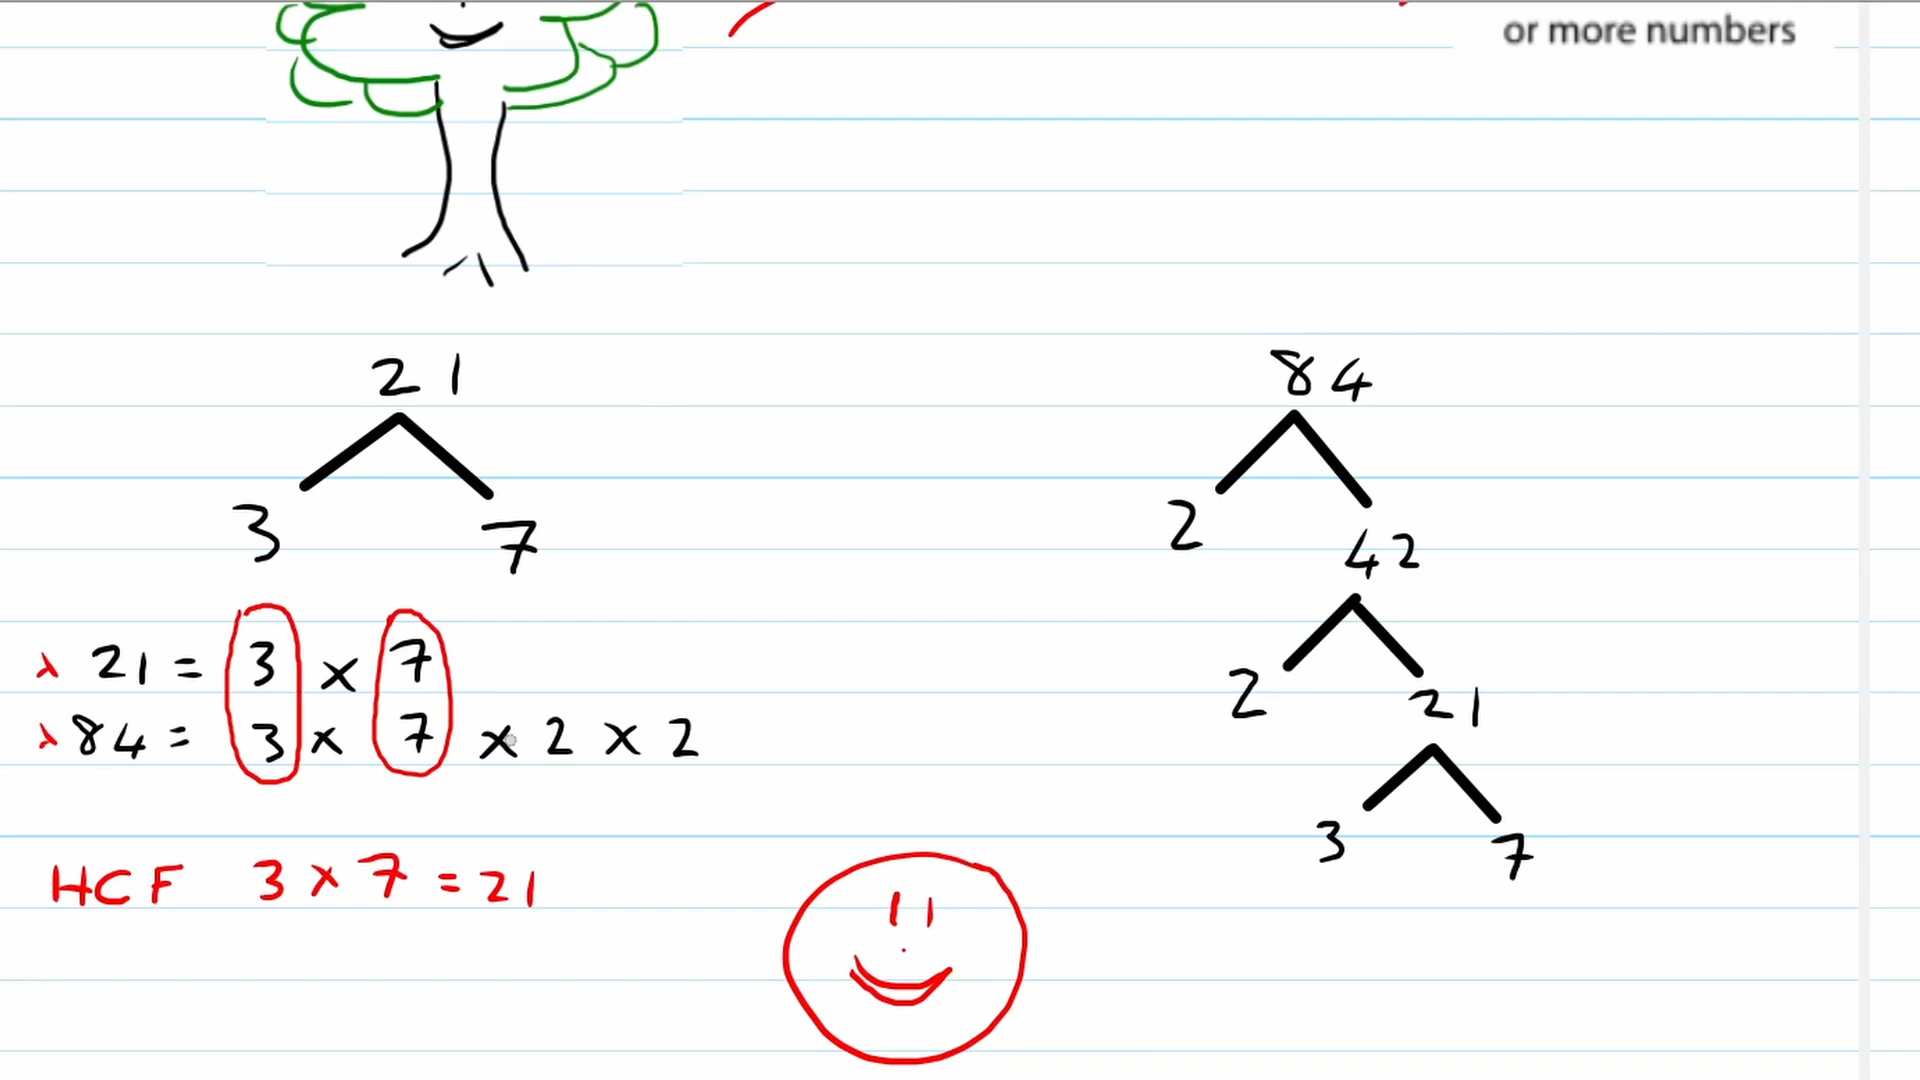 or more numbers
21
84
3 7
2
42
2
21
3 7
21 = 3 x 7
84 = 3 x 7 x 2 x 2
HCF 3 x 7 = 21